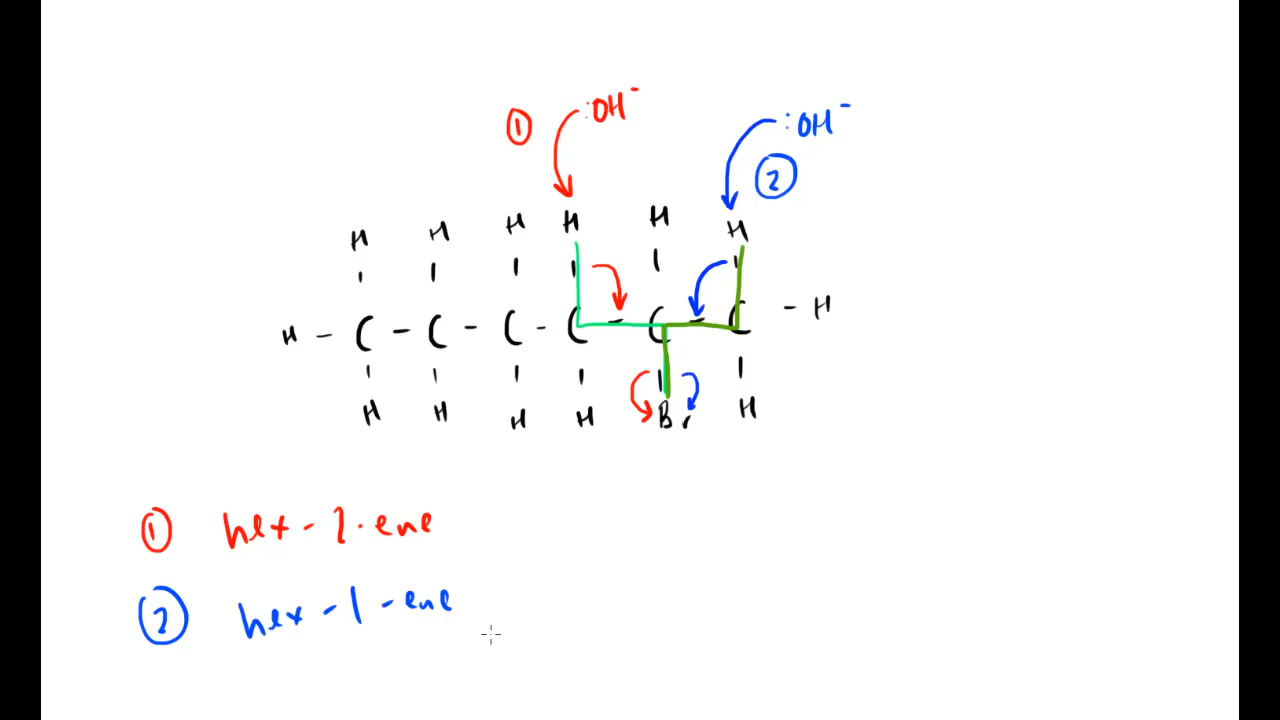 :OH⁻
① :OH⁻
②
H H H H H H
H - C - C - C - C - C - C - H
H H H H Br H
① hex - 2 - ene
② hex - 1 - ene